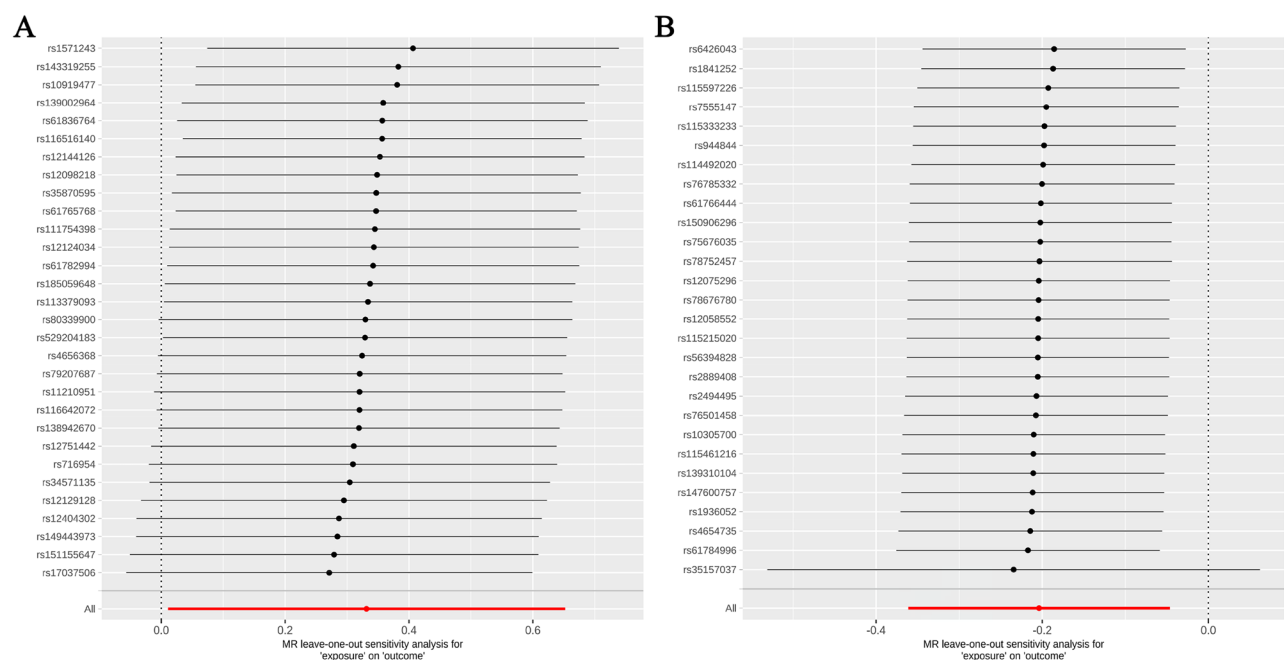 A
rs1571243
rs143319255
rs10919477
rs139002964
rs61836764
rs116516140
rs12144126
rs12098218
rs35870595
rs61765768
rs111754398
rs12124034
rs61782994
rs185059648
rs113379093
rs80339900
rs529204183
rs4656368
rs79207687
rs11210951
rs116642072
rs138942670
rs12751442
rs716954
rs34571135
rs12129128
rs12404302
rs149443973
rs151155647
rs17037506
All
0.0 0.2 0.4 0.6
MR leave-one-out sensitivity analysis for
'exposure' on 'outcome'
B
rs6426043
rs1841252
rs115597226
rs7555147
rs115333233
rs944844
rs114492020
rs76785332
rs61766444
rs150906296
rs75676035
rs78752457
rs12075296
rs78676780
rs12058552
rs115215020
rs56394828
rs2889408
rs2494495
rs76501458
rs10305700
rs115461216
rs139310104
rs147600757
rs1936052
rs4654735
rs61784996
rs35157037
All
-0.4 -0.2 0.0
MR leave-one-out sensitivity analysis for
'exposure' on 'outcome'